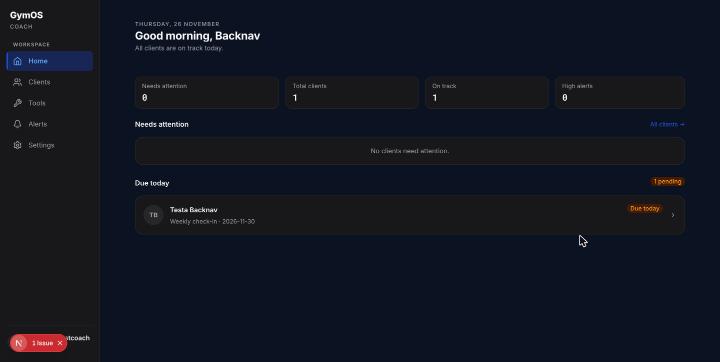 GymOS
COACH
WORKSPACE
Home
Clients
Tools
Alerts
Settings
N 1 Issue ×
tcoach
THURSDAY, 26 NOVEMBER
Good morning, Backnav
All clients are on track today.
Needs attention
0
Total clients
1
On track
1
High alerts
0
Needs attention
All clients →
No clients need attention.
Due today
1 pending
TB
Testa Backnav
Weekly check-in · 2026-11-30
Due today ›